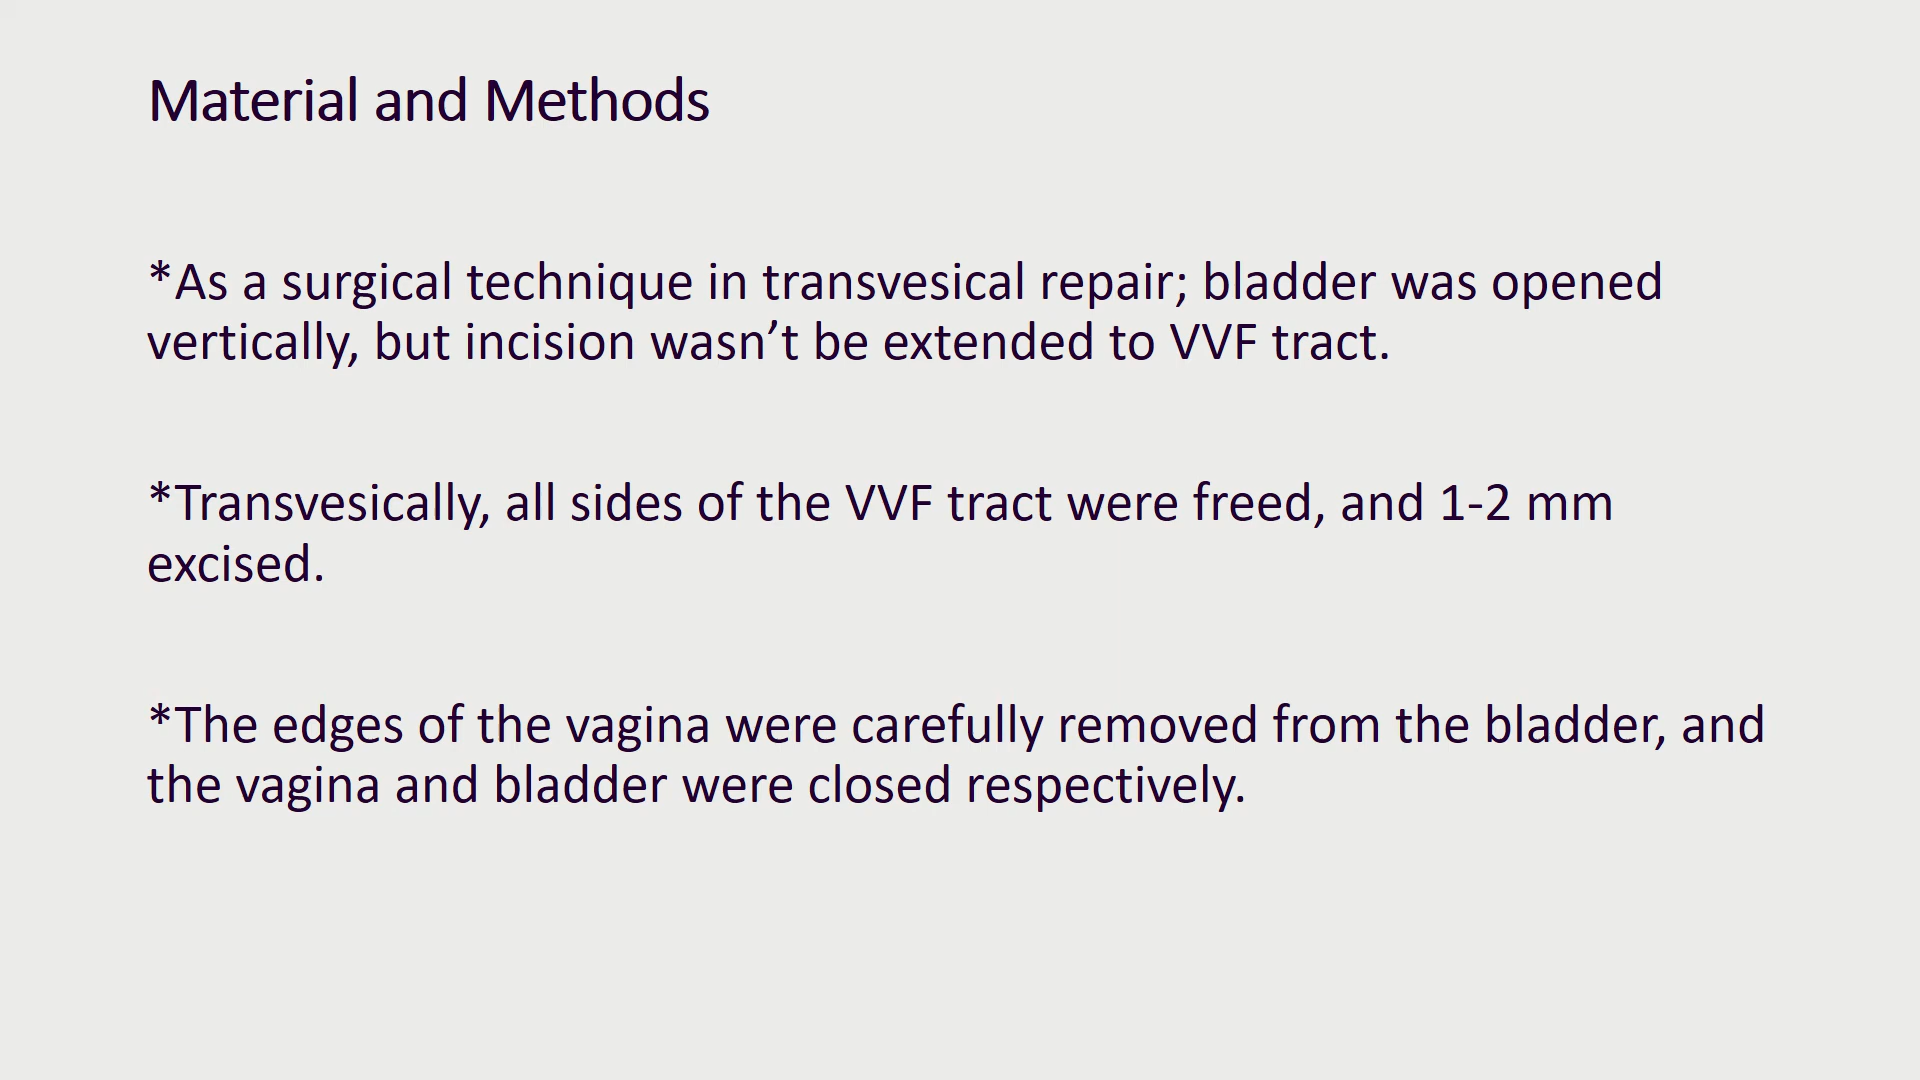 Material and Methods
*As a surgical technique in transvesical repair; bladder was opened
vertically, but incision wasn’t be extended to VVF tract.
*Transvesically, all sides of the VVF tract were freed, and 1-2 mm
excised.
*The edges of the vagina were carefully removed from the bladder, and
the vagina and bladder were closed respectively.